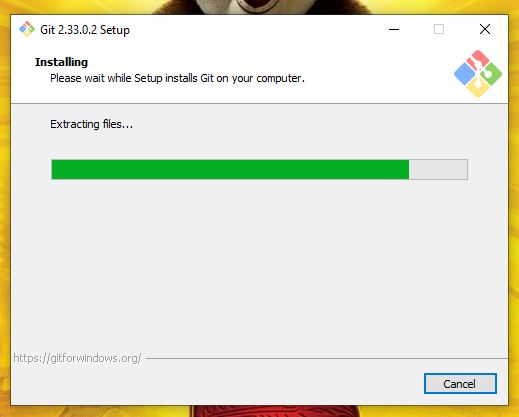 Git 2.33.0.2 Setup
Installing
Please wait while Setup installs Git on your computer.
Extracting files...
https://gitforwindows.org/
Cancel